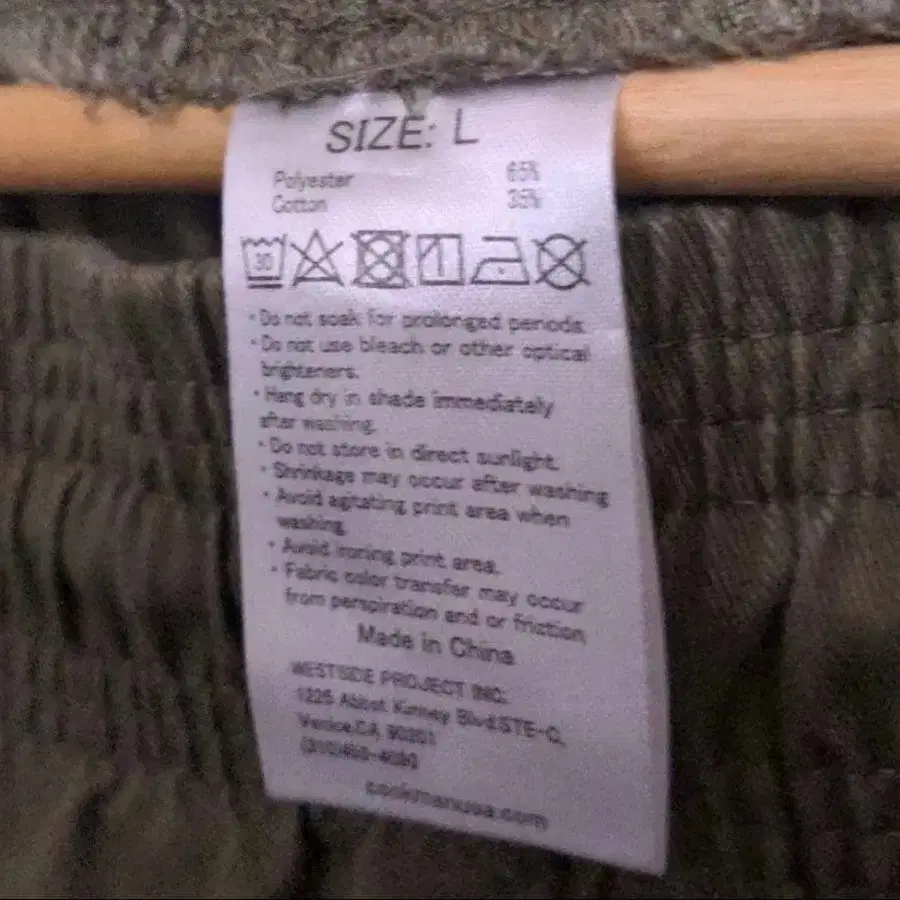 SIZE: L
Polyester 65%
Cotton 35%
30
• Do not soak for prolonged periods.
• Do not use bleach or other optical
brighteners.
• Hang dry in shade immediately
after washing.
• Do not store in direct sunlight.
• Shrinkage may occur after washing
• Avoid agitating print area when
washing.
• Avoid ironing print area.
• Fabric color transfer may occur
from perspiration and or friction
Made in China
WESTSIDE PROJECT INC.
Abbot Kinney Blvd.STE-C,
Venice,CA,
cookmanusa.com